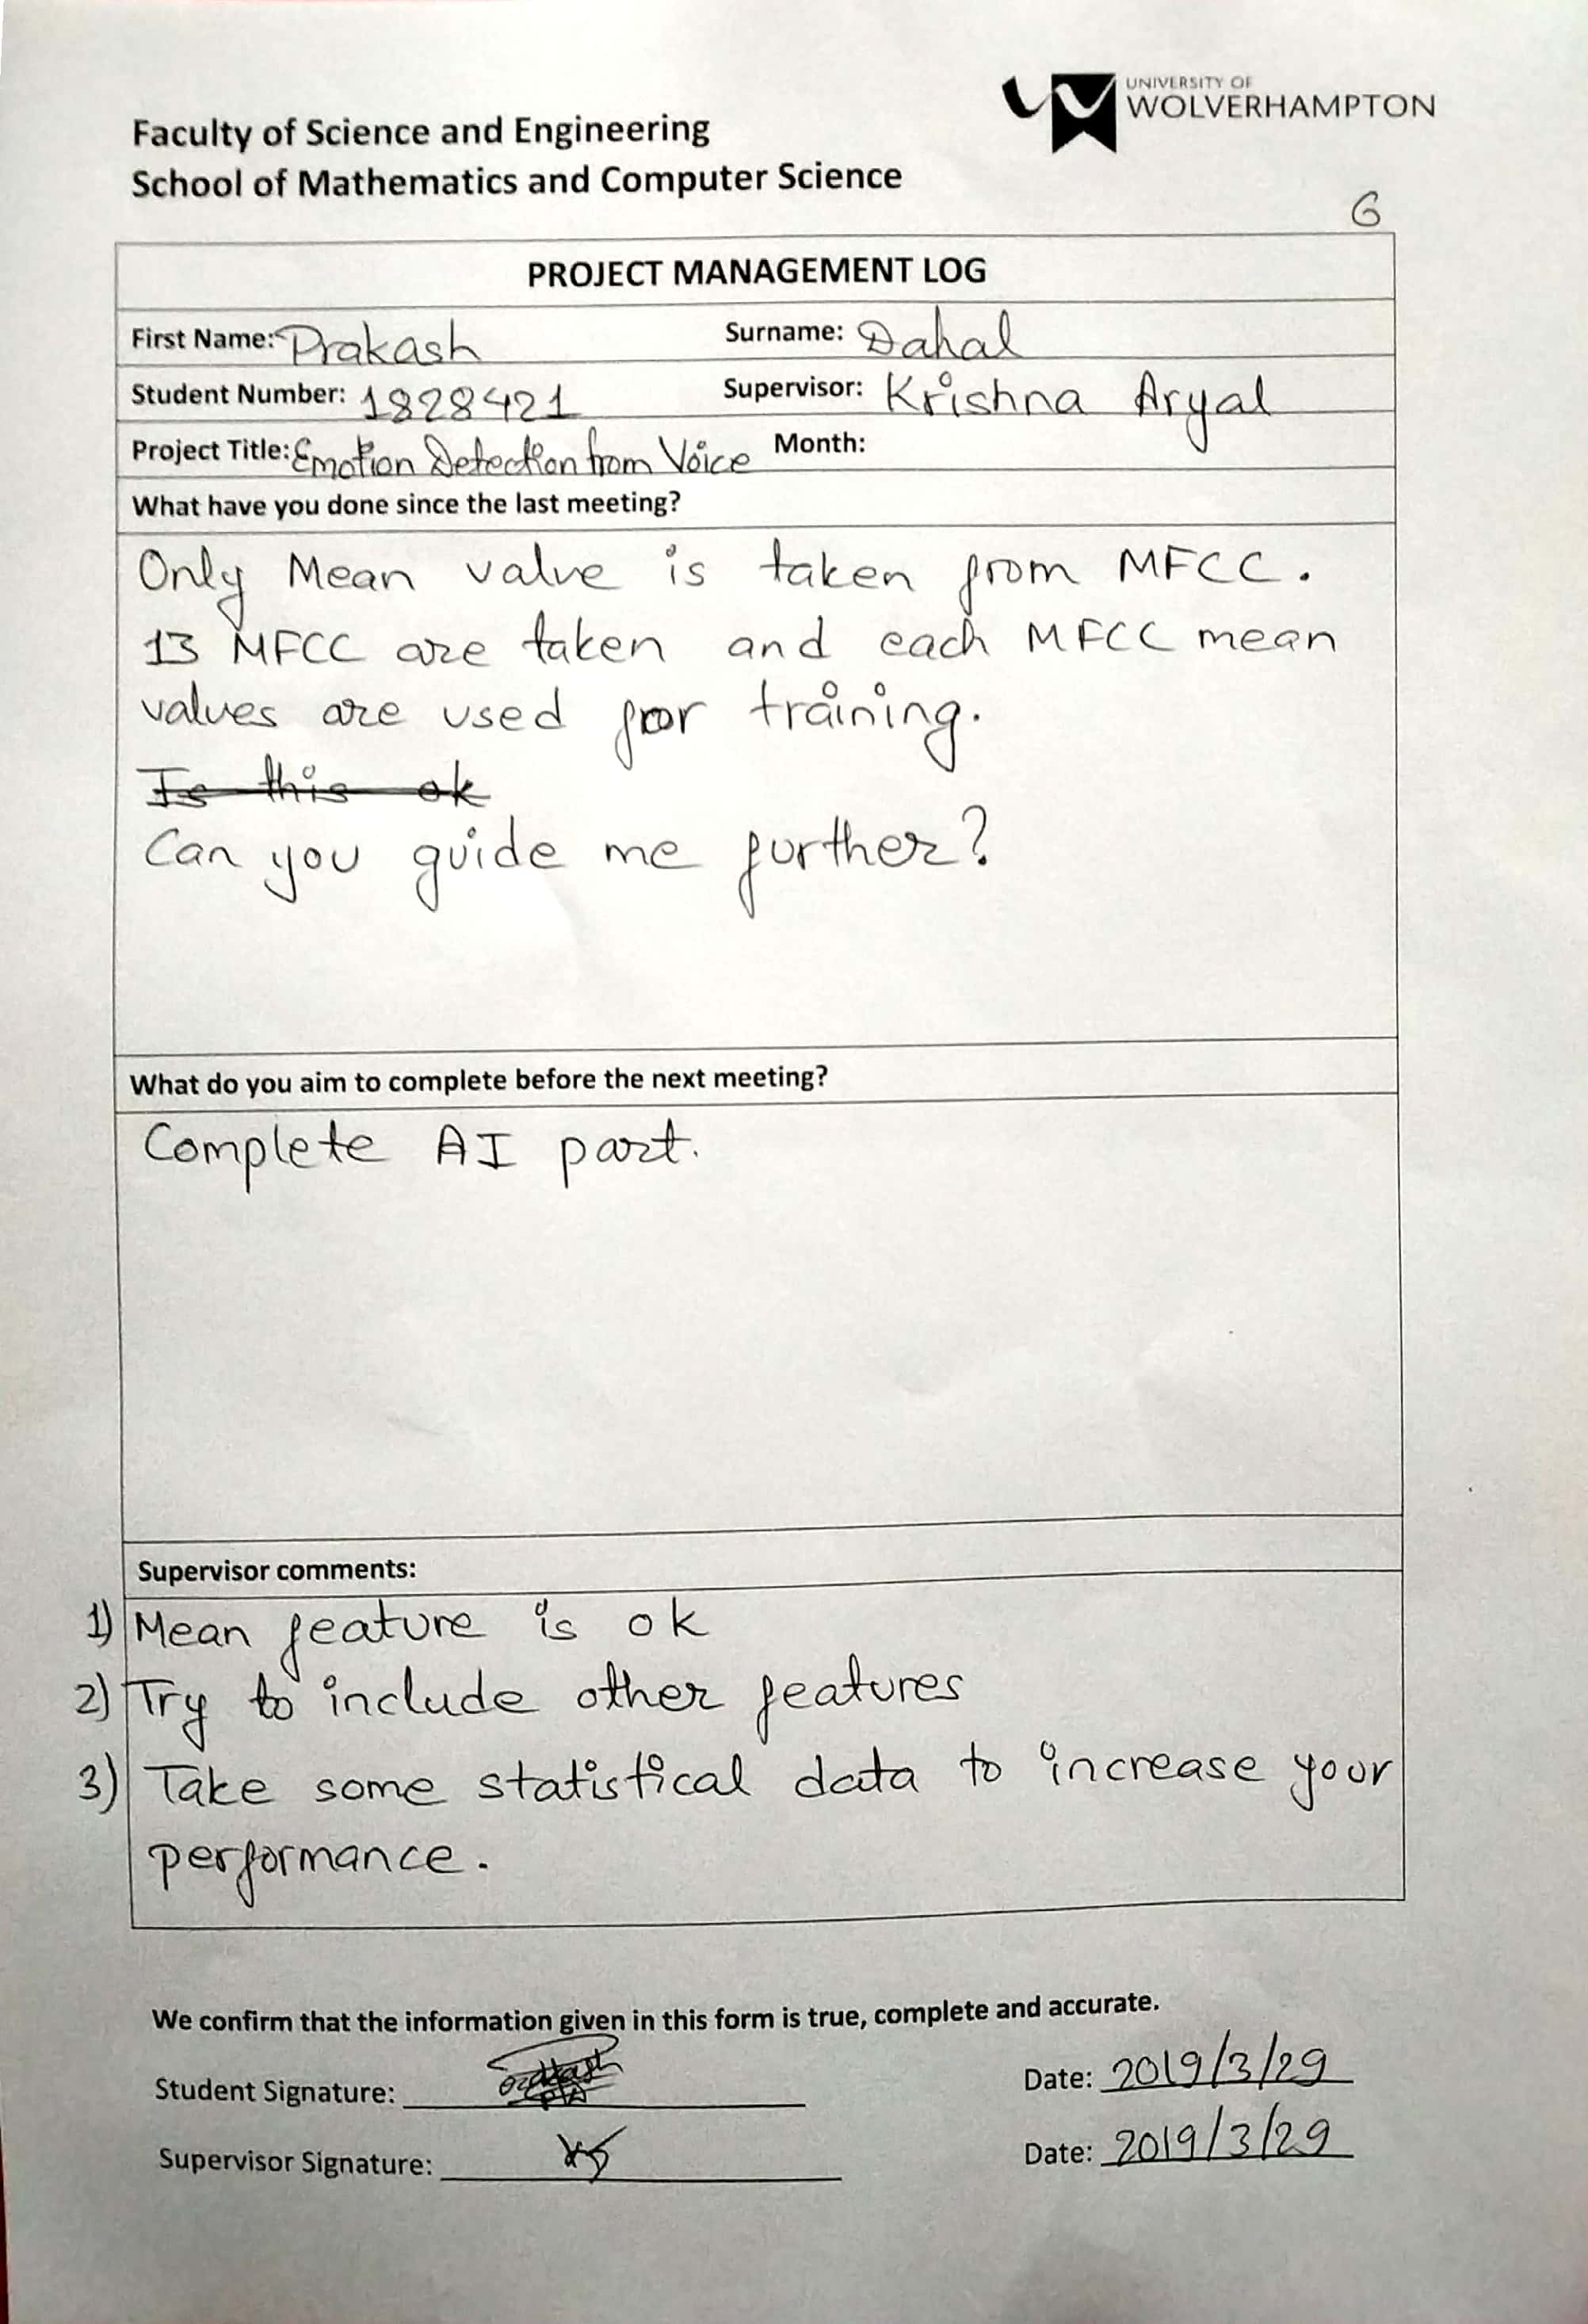 UNIVERSITY OF
WOLVERHAMPTON
Faculty of Science and Engineering
School of Mathematics and Computer Science
6
PROJECT MANAGEMENT LOG
First Name: Prakash Surname: Dahal
Student Number: 1828421 Supervisor: Krishna Aryal
Project Title: Emotion Detection from Voice Month:
What have you done since the last meeting?
Only Mean value is taken from MFCC.
13 MFCC are taken and each MFCC mean
values are used for training.
Is this ok
Can you guide me further?
What do you aim to complete before the next meeting?
Complete AI part.
Supervisor comments:
1) Mean feature is ok
2) Try to include other features
3) Take some statistical data to increase your
performance.
We confirm that the information given in this form is true, complete and accurate.
Student Signature: Date: 2019/3/29
Supervisor Signature: Date: 2019/3/29